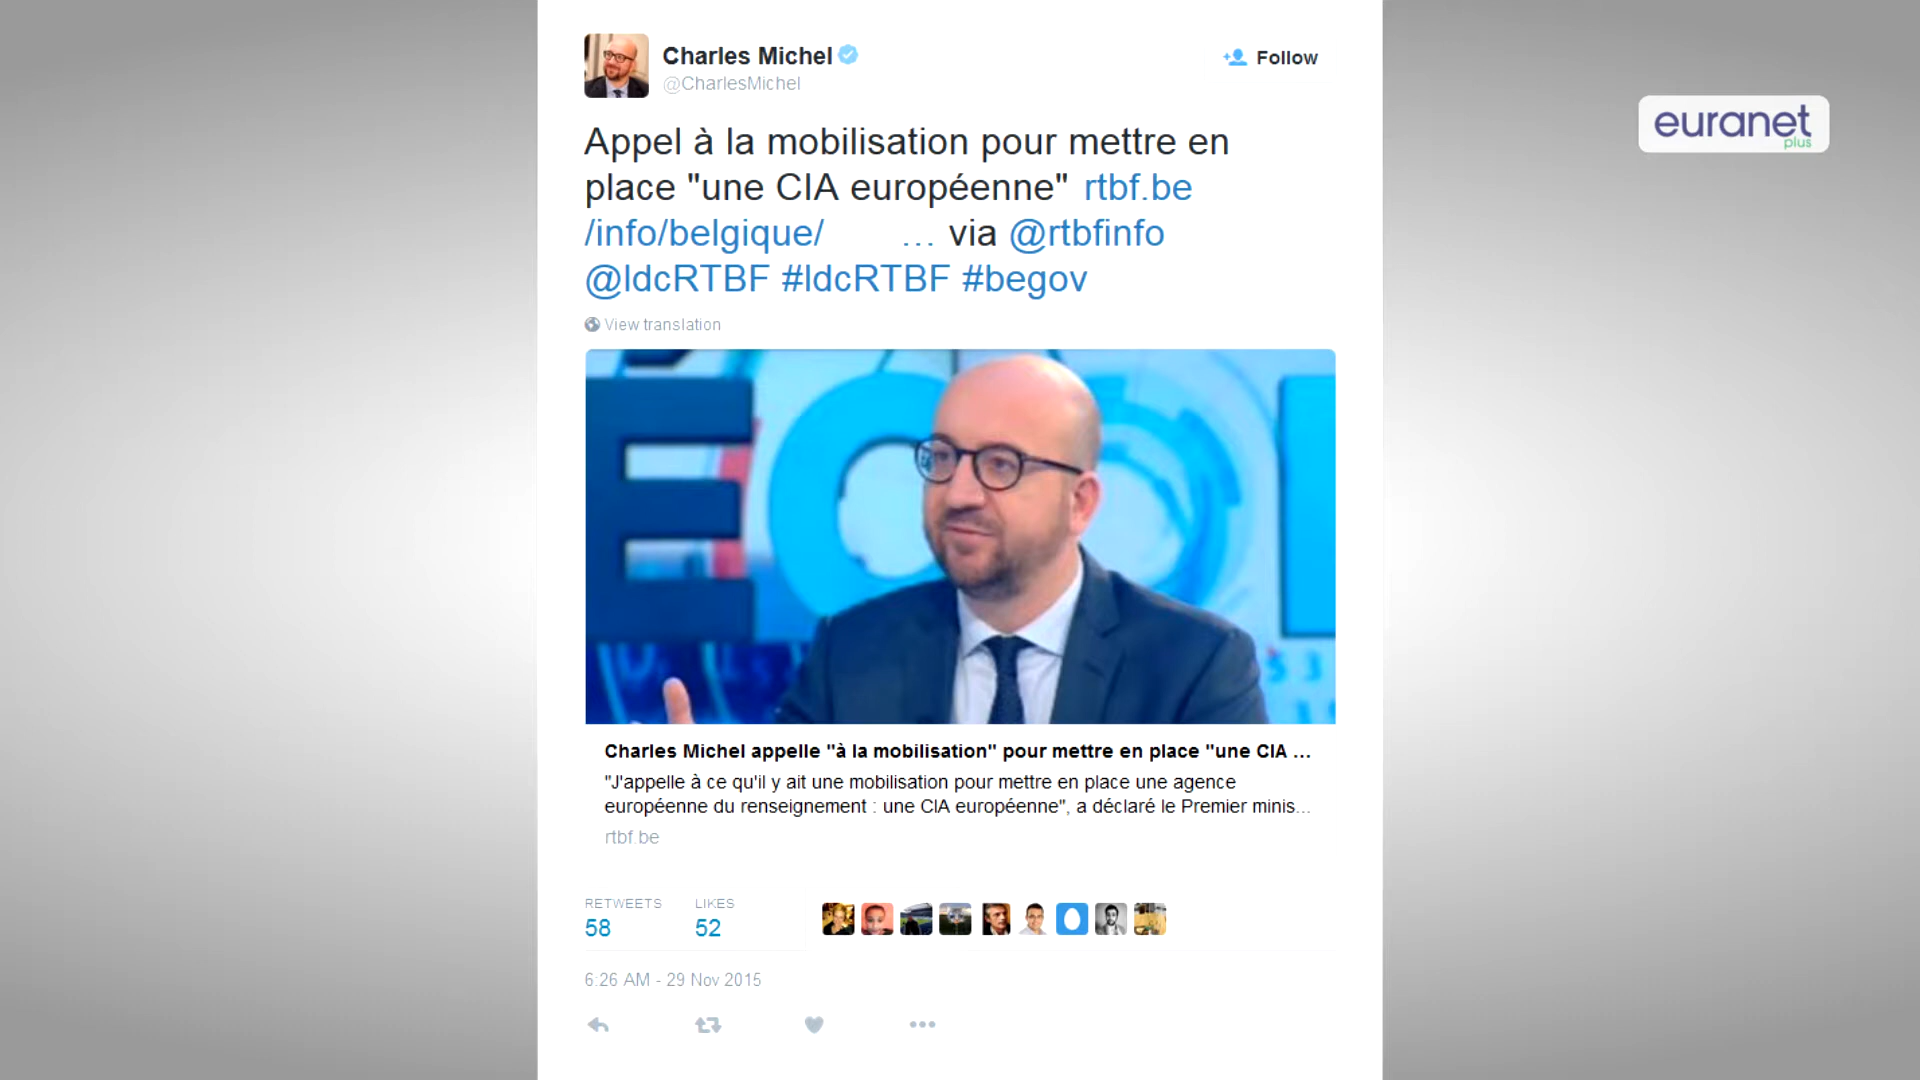 Charles Michel
@CharlesMichel
Follow
euranet
plus
Appel à la mobilisation pour mettre en
place "une CIA européenne" rtbf.be
/info/belgique/ … via @rtbfinfo
@ldcRTBF #ldcRTBF #begov
View translation
Charles Michel appelle "à la mobilisation" pour mettre en place "une CIA ...
"J'appelle à ce qu'il y ait une mobilisation pour mettre en place une agence
européenne du renseignement : une CIA européenne", a déclaré le Premier minis...
rtbf.be
RETWEETS LIKES
58 52
6:26 AM - 29 Nov 2015